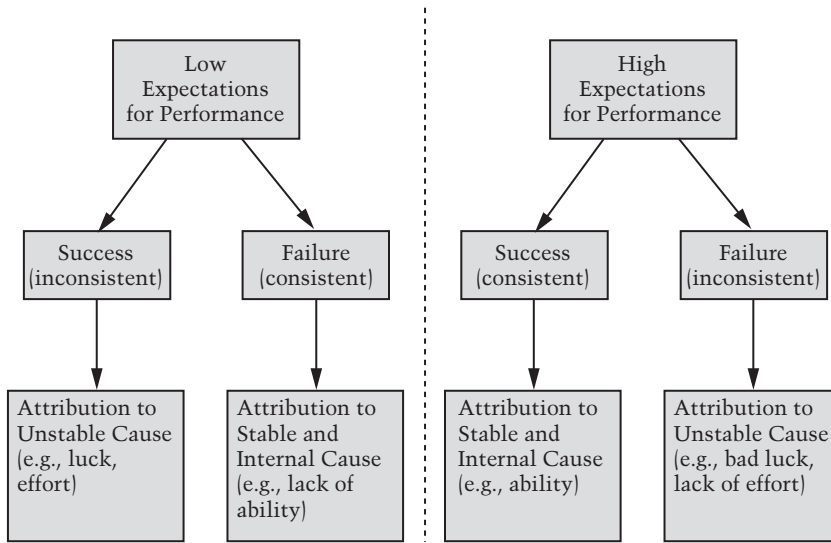 Low
Expectations
for Performance
High
Expectations
for Performance
Success
(inconsistent)
Failure
(consistent)
Success
(consistent)
Failure
(inconsistent)
Attribution to
Unstable Cause
(e.g., luck,
effort)
Attribution to
Stable and
Internal Cause
(e.g., lack of
ability)
Attribution to
Stable and
Internal Cause
(e.g., ability)
Attribution to
Unstable Cause
(e.g., bad luck,
lack of effort)